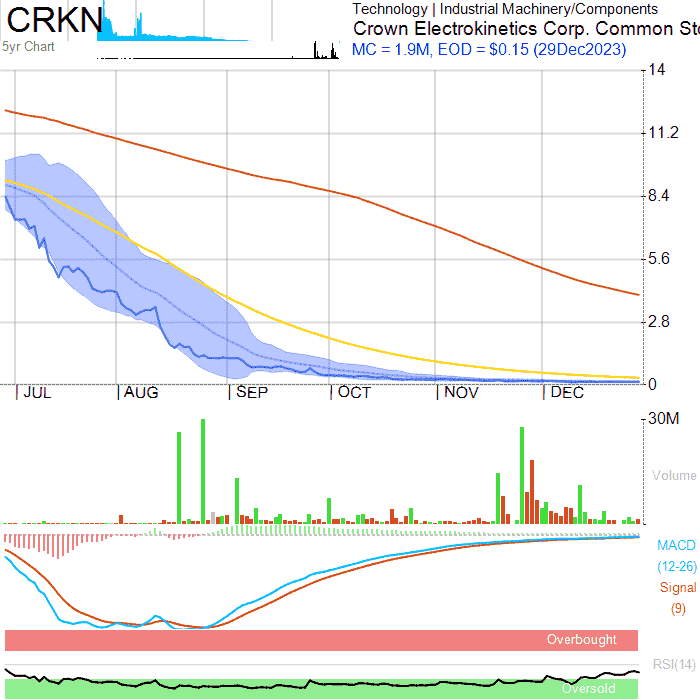 CRKN
5yr Chart
Technology | Industrial Machinery/Components
Crown Electrokinetics Corp. Common Sto
MC = 1.9M, EOD = $0.15 (29Dec2023)
14
11.2
8.4
5.6
2.8
0
JUL AUG SEP OCT NOV DEC
30M
Volume
MACD
(12-26)
Signal
(9)
Overbought
RSI(14)
Oversold